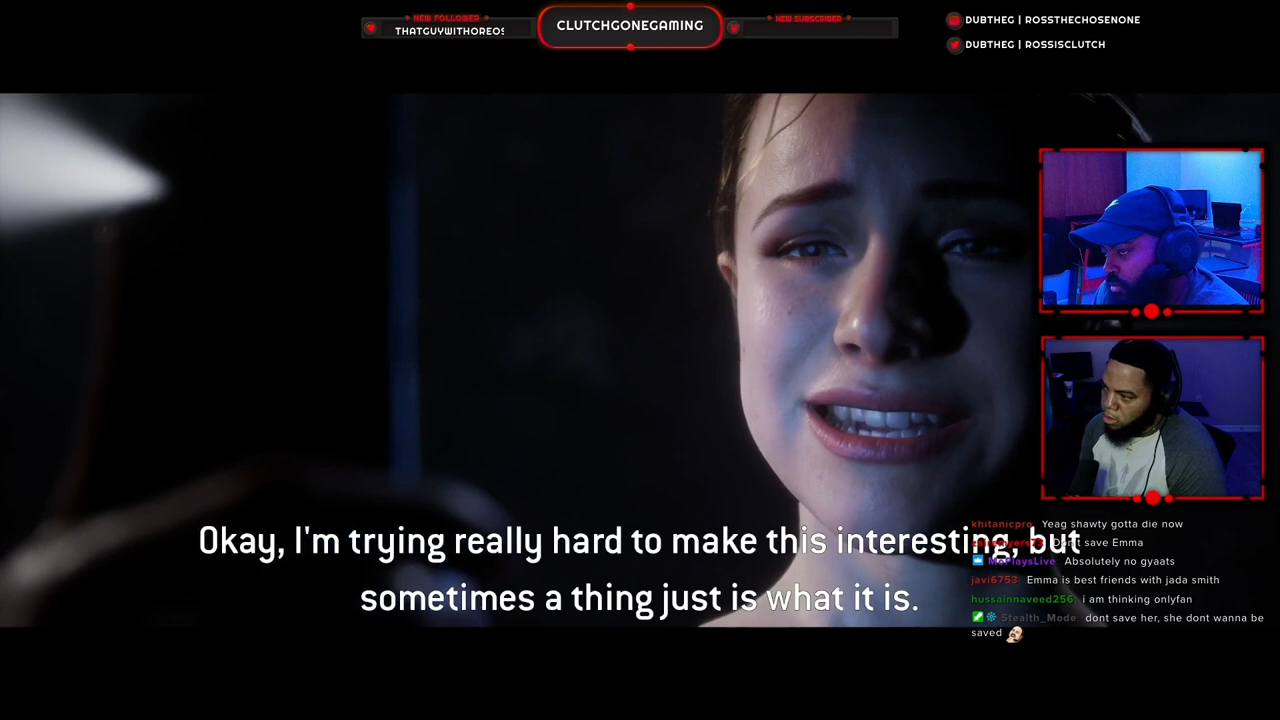 NEW FOLLOWER
THATGUYWITHOREOS
CLUTCHGONEGAMING
NEW SUBSCRIBER
DUBTHEG | ROSSTHECHOSENONE
DUBTHEG | ROSSISCLUTCH
Okay, I'm trying really hard to make this interesting, but
sometimes a thing just is what it is.
khitanicpro: Yeag shawty gotta die now
Dont save Emma
MoPlaysLive: Absolutely no gyaats
javi6753: Emma is best friends with jada smith
hussainnaveed256: i am thinking onlyfan
Stealth_Mode: dont save her, she dont wanna be
saved